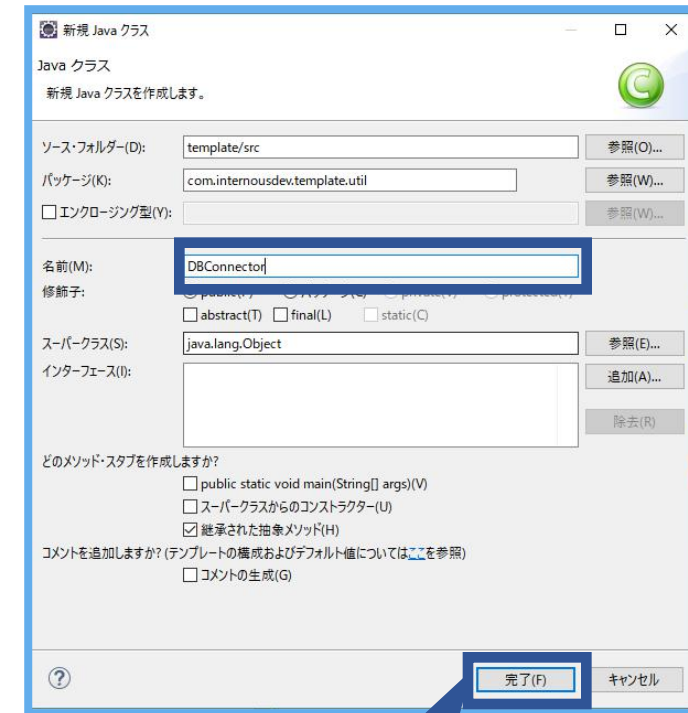 新規 Java クラス
Java クラス
新規 Java クラスを作成します。
ソース・フォルダー(D): template/src 参照(O)...
パッケージ(K): com.internousdev.template.util 参照(W)...
エンクロージング型(Y): 参照(W)...
名前(M): DBConnector
修飾子: public(P) パッケージ(C) private(V) protected(T)
abstract(T) final(L) static(C)
スーパークラス(S): java.lang.Object 参照(E)...
インターフェース(I): 追加(A)...
除去(R)
どのメソッド・スタブを作成しますか?
public static void main(String[] args)(V)
スーパークラスからのコンストラクター(U)
継承された抽象メソッド(H)
コメントを追加しますか? (テンプレートの構成およびデフォルト値についてはここを参照)
コメントの生成(G)
完了(F) キャンセル